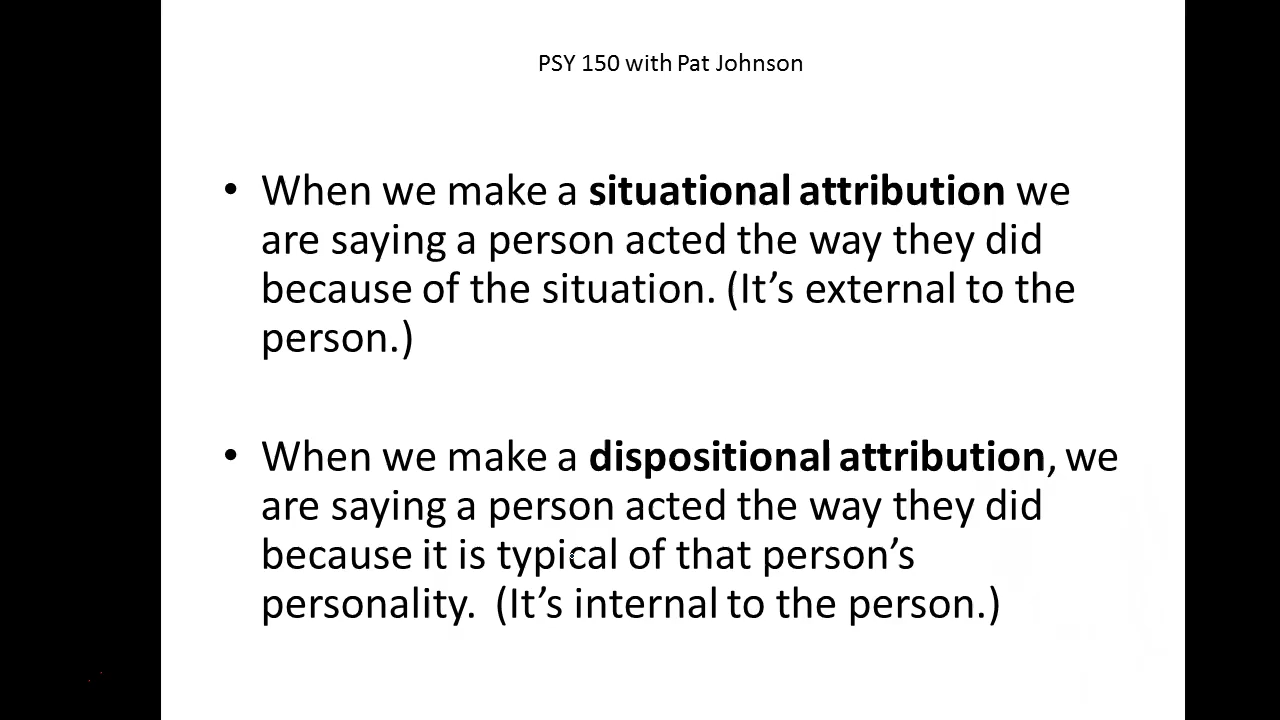 PSY 150 with Pat Johnson
• When we make a situational attribution we
are saying a person acted the way they did
because of the situation. (It’s external to the
person.)
• When we make a dispositional attribution, we
are saying a person acted the way they did
because it is typical of that person’s
personality.  (It’s internal to the person.)